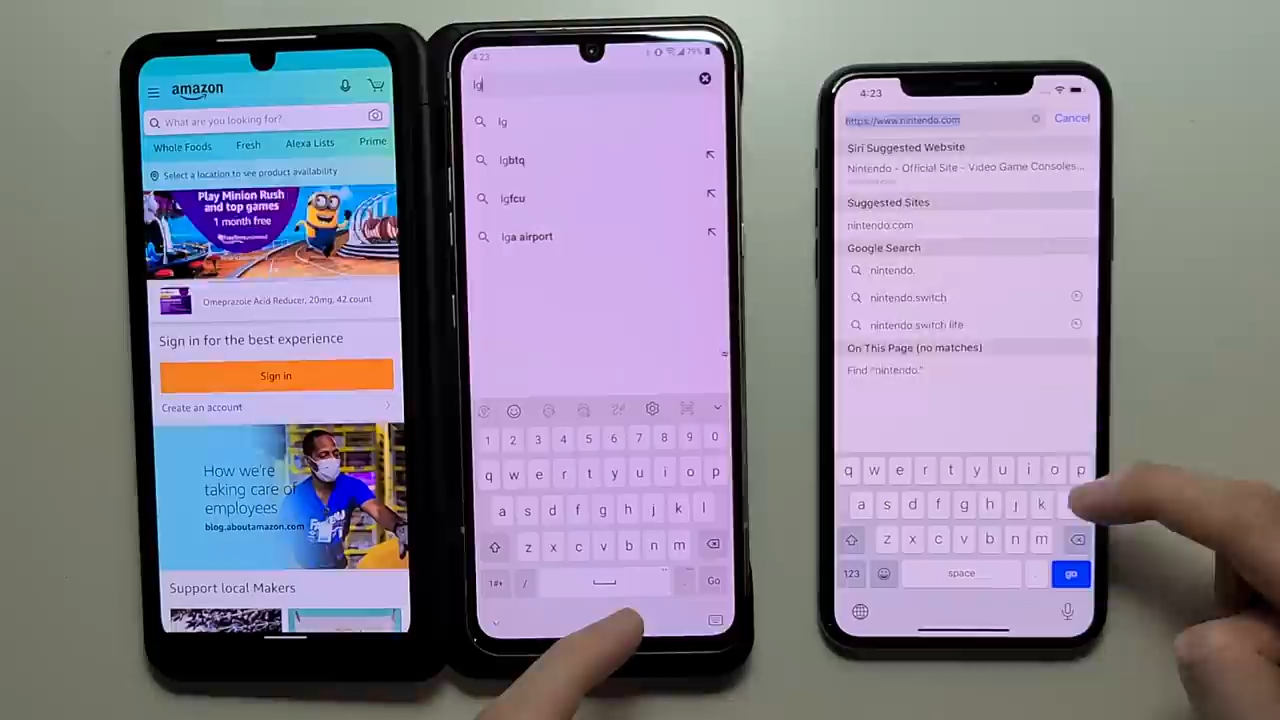 amazon
What are you looking for?
Whole Foods Fresh Alexa Lists Prime
Select a location to see product availability
Play Minion Rush
and top games
1 month free
Omeprazole Acid Reducer, 20mg, 42 count
Sign in for the best experience
Sign in
Create an account
How we're
taking care of
employees
blog.aboutamazon.com
Support local Makers
4:23 79%
lg
lg
lgbtq
lgfcu
lga airport
1 2 3 4 5 6 7 8 9 0
q w e r t y u i o p
a s d f g h j k l
z x c v b n m
1#+ / . Go
4:23
https://www.nintendo.com Cancel
Siri Suggested Website
Nintendo - Official Site - Video Game Consoles...
Suggested Sites
nintendo.com
Google Search
nintendo.
nintendo.switch
nintendo switch lite
On This Page (no matches)
Find "nintendo."
q w e r t y u i o p
a s d f g h j k
z x c v b n m
123 space . go